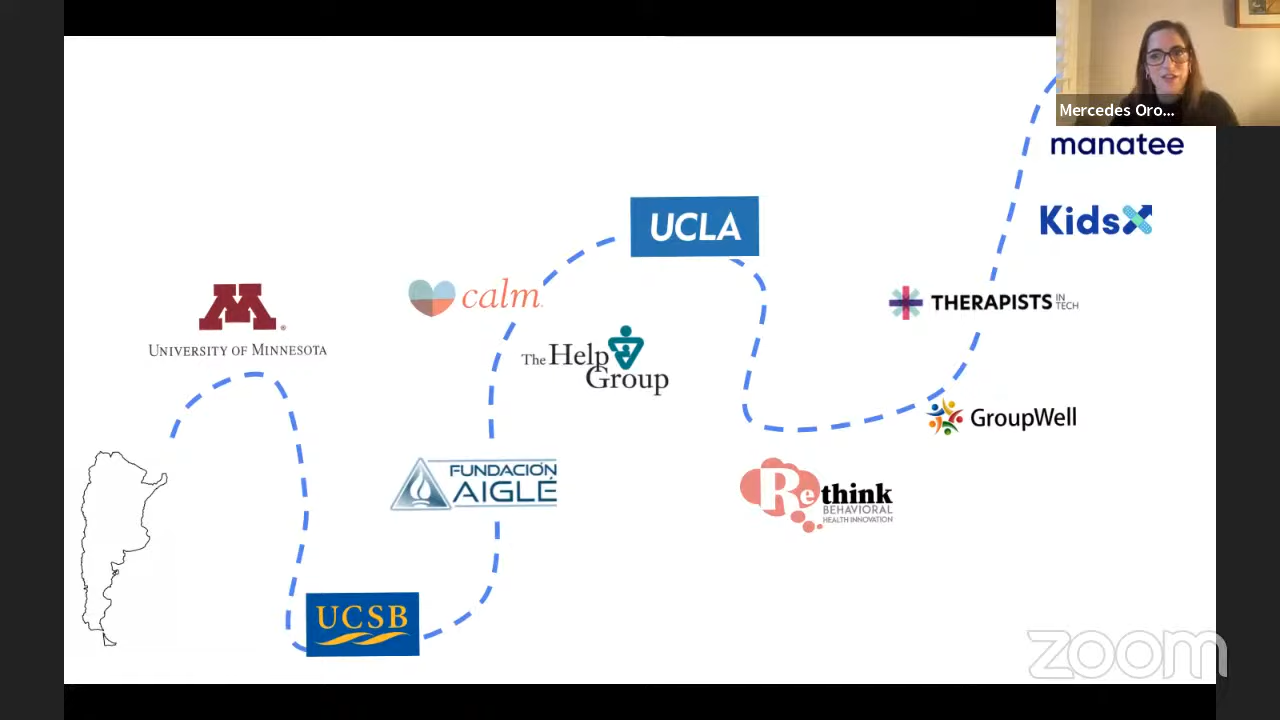 Mercedes Oro...
manatee
KidsX
UCLA
calm
UNIVERSITY OF MINNESOTA
THERAPISTS IN TECH
The Help Group
GroupWell
FUNDACIÓN
AIGLÉ
Rethink
BEHAVIORAL
HEALTH INNOVATION
UCSB
zoom